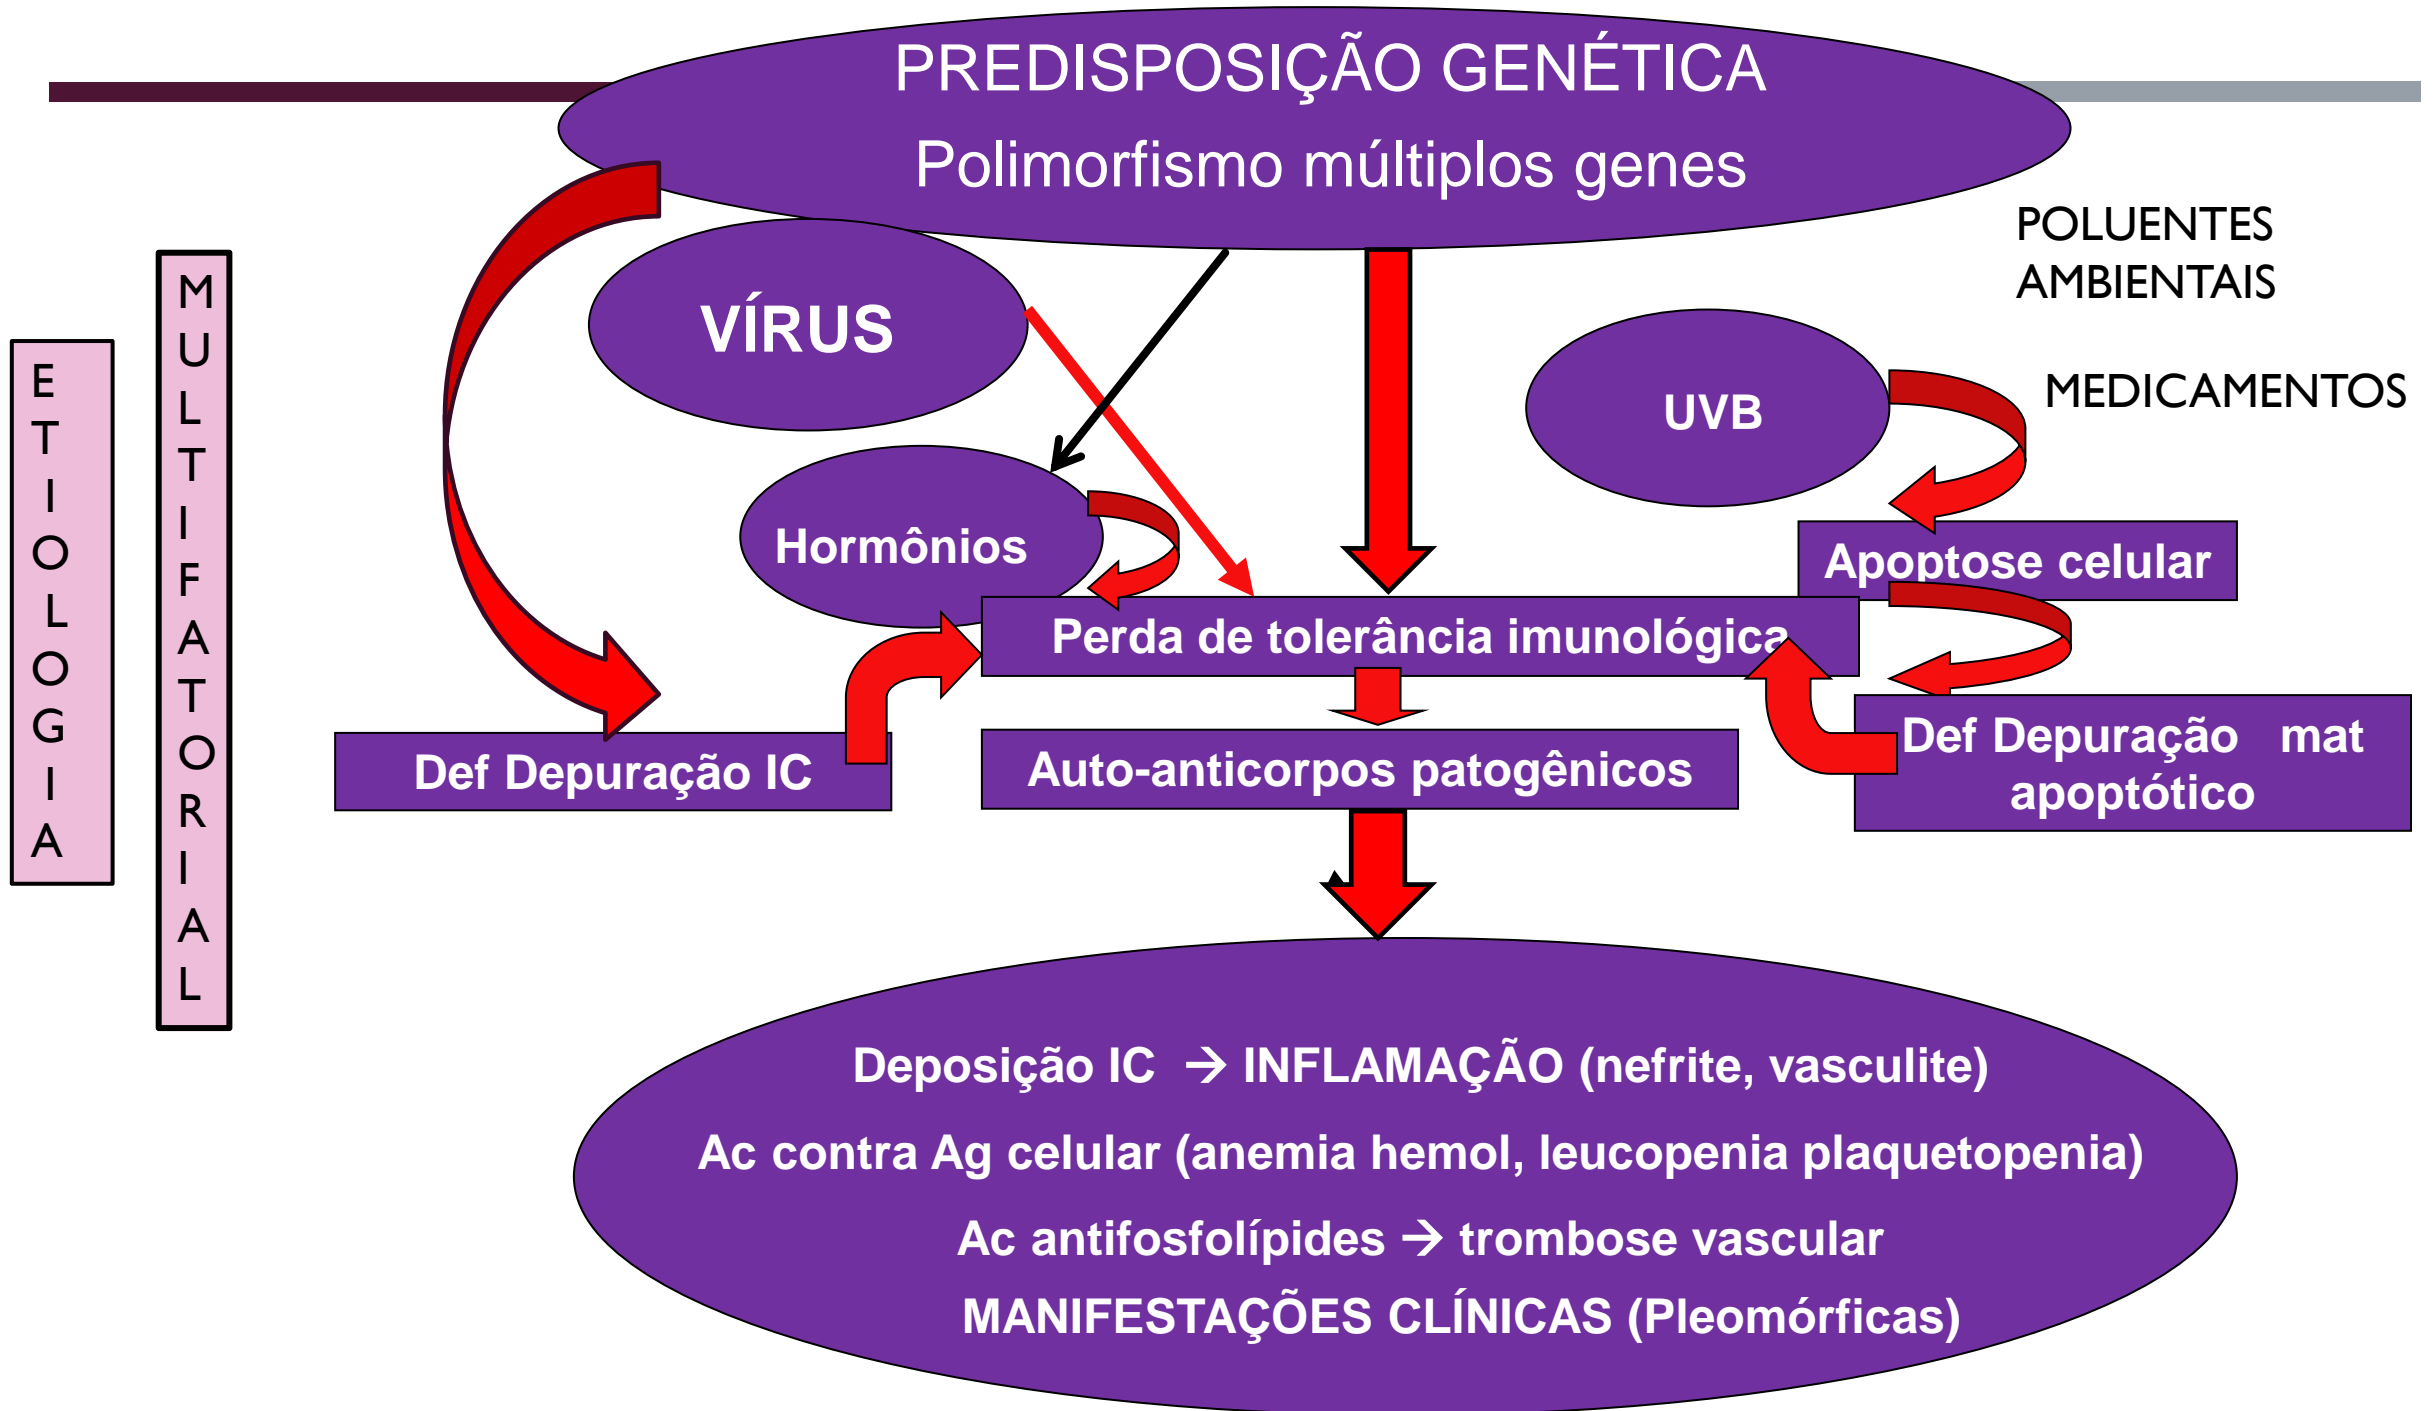 PREDISPOSIÇÃO GENÉTICA
Polimorfismo múltiplos genes
ETIOLOGIA
MULTIFATORIAL
VÍRUS
POLUENTES
AMBIENTAIS
UVB
MEDICAMENTOS
Hormônios
Apoptose celular
Perda de tolerância imunológica
Def Depuração IC
Auto-anticorpos patogênicos
Def Depuração mat
apoptótico
Deposição IC → INFLAMAÇÃO (nefrite, vasculite)
Ac contra Ag celular (anemia hemol, leucopenia plaquetopenia)
Ac antifosfolípides → trombose vascular
MANIFESTAÇÕES CLÍNICAS (Pleomórficas)